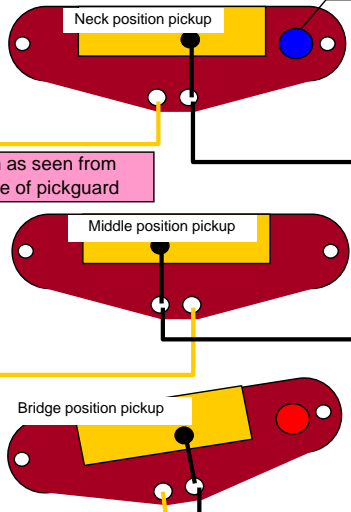 Neck position pickup
as seen from
of pickguard
Middle position pickup
Bridge position pickup